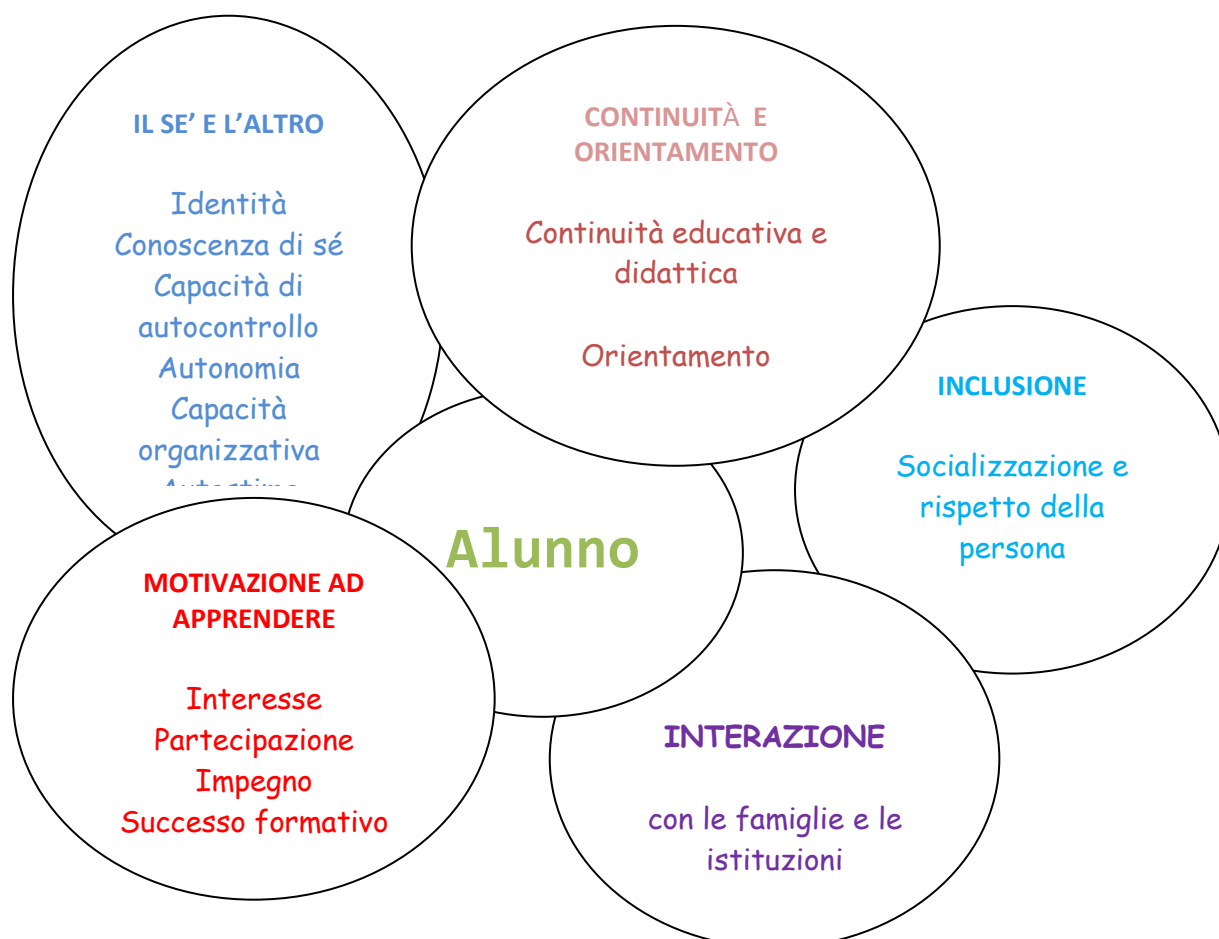 IL SE’ E L’ALTRO
Identità
Conoscenza di sé
Capacità di
autocontrollo
Autonomia
Capacità
organizzativa
CONTINUITÀ E
ORIENTAMENTO
Continuità educativa e
didattica
Orientamento
INCLUSIONE
Socializzazione e
rispetto della
persona
Alunno
MOTIVAZIONE AD
APPRENDERE
Interesse
Partecipazione
Impegno
Successo formativo
INTERAZIONE
con le famiglie e le
istituzioni